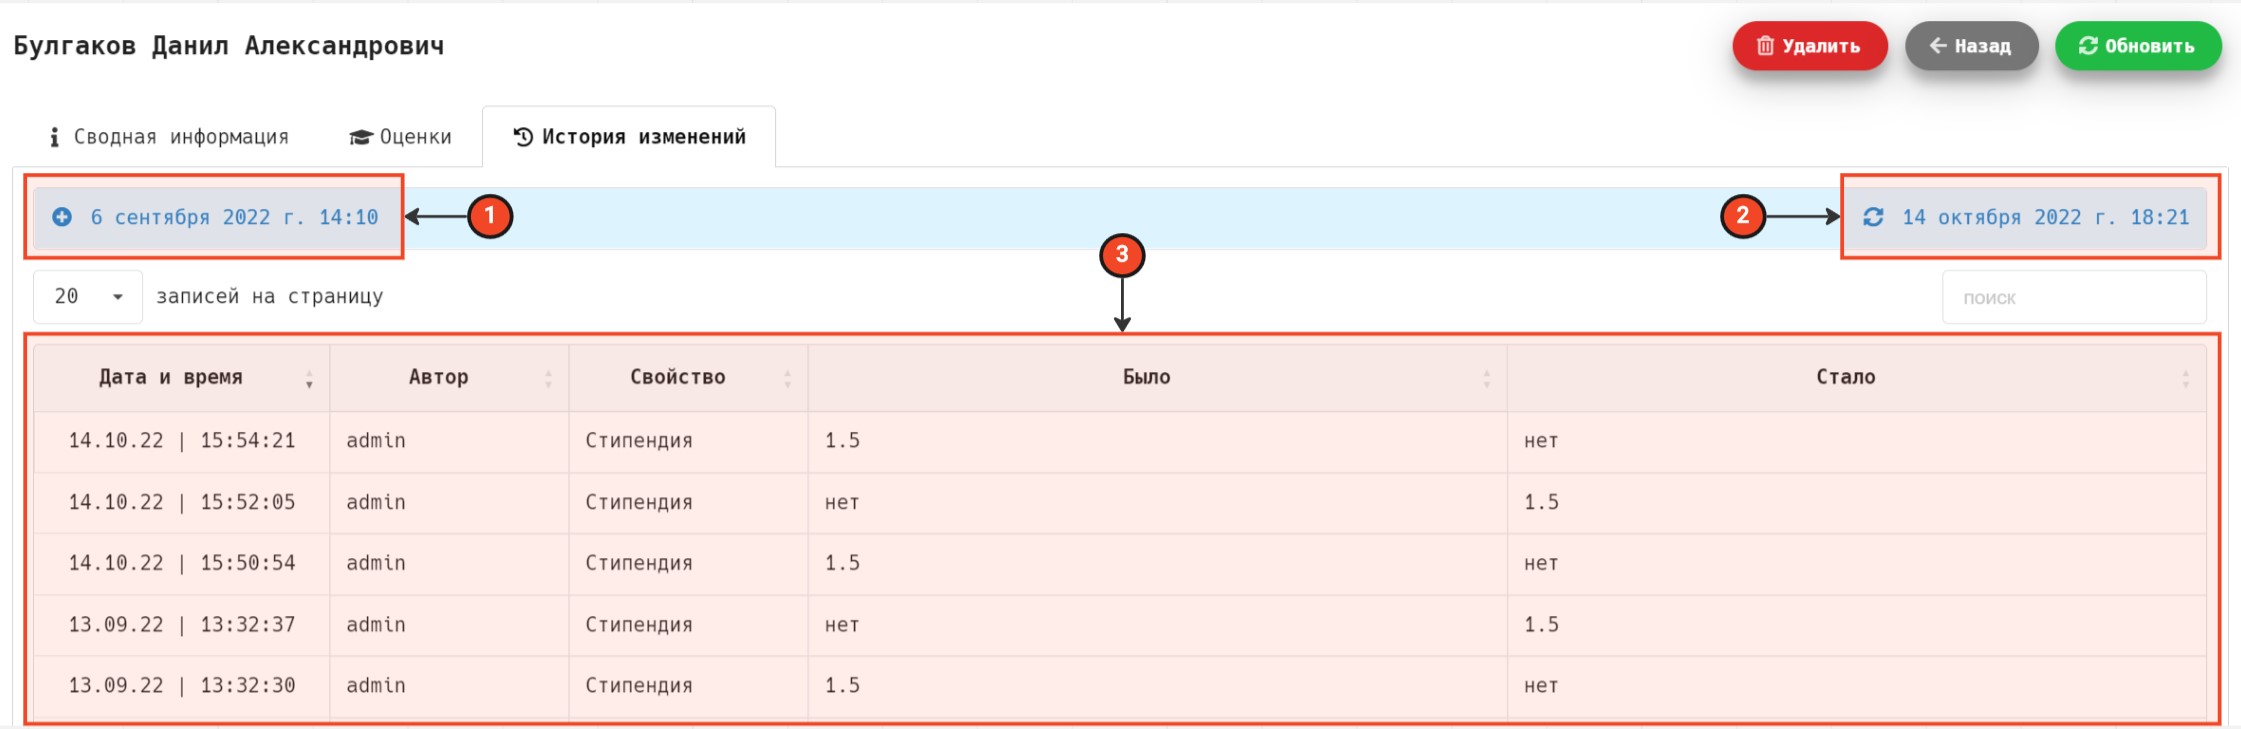 Булгаков Данил Александрович
Удалить
Назад
Обновить
Сводная информация
Оценки
История изменений
6 сентября 2022 г. 14:10
1
2
14 октября 2022 г. 18:21
3
20 записей на страницу
поиск
Дата и время Автор Свойство Было Стало
14.10.22 | 15:54:21 admin Стипендия 1.5 нет
14.10.22 | 15:52:05 admin Стипендия нет 1.5
14.10.22 | 15:50:54 admin Стипендия 1.5 нет
13.09.22 | 13:32:37 admin Стипендия нет 1.5
13.09.22 | 13:32:30 admin Стипендия 1.5 нет